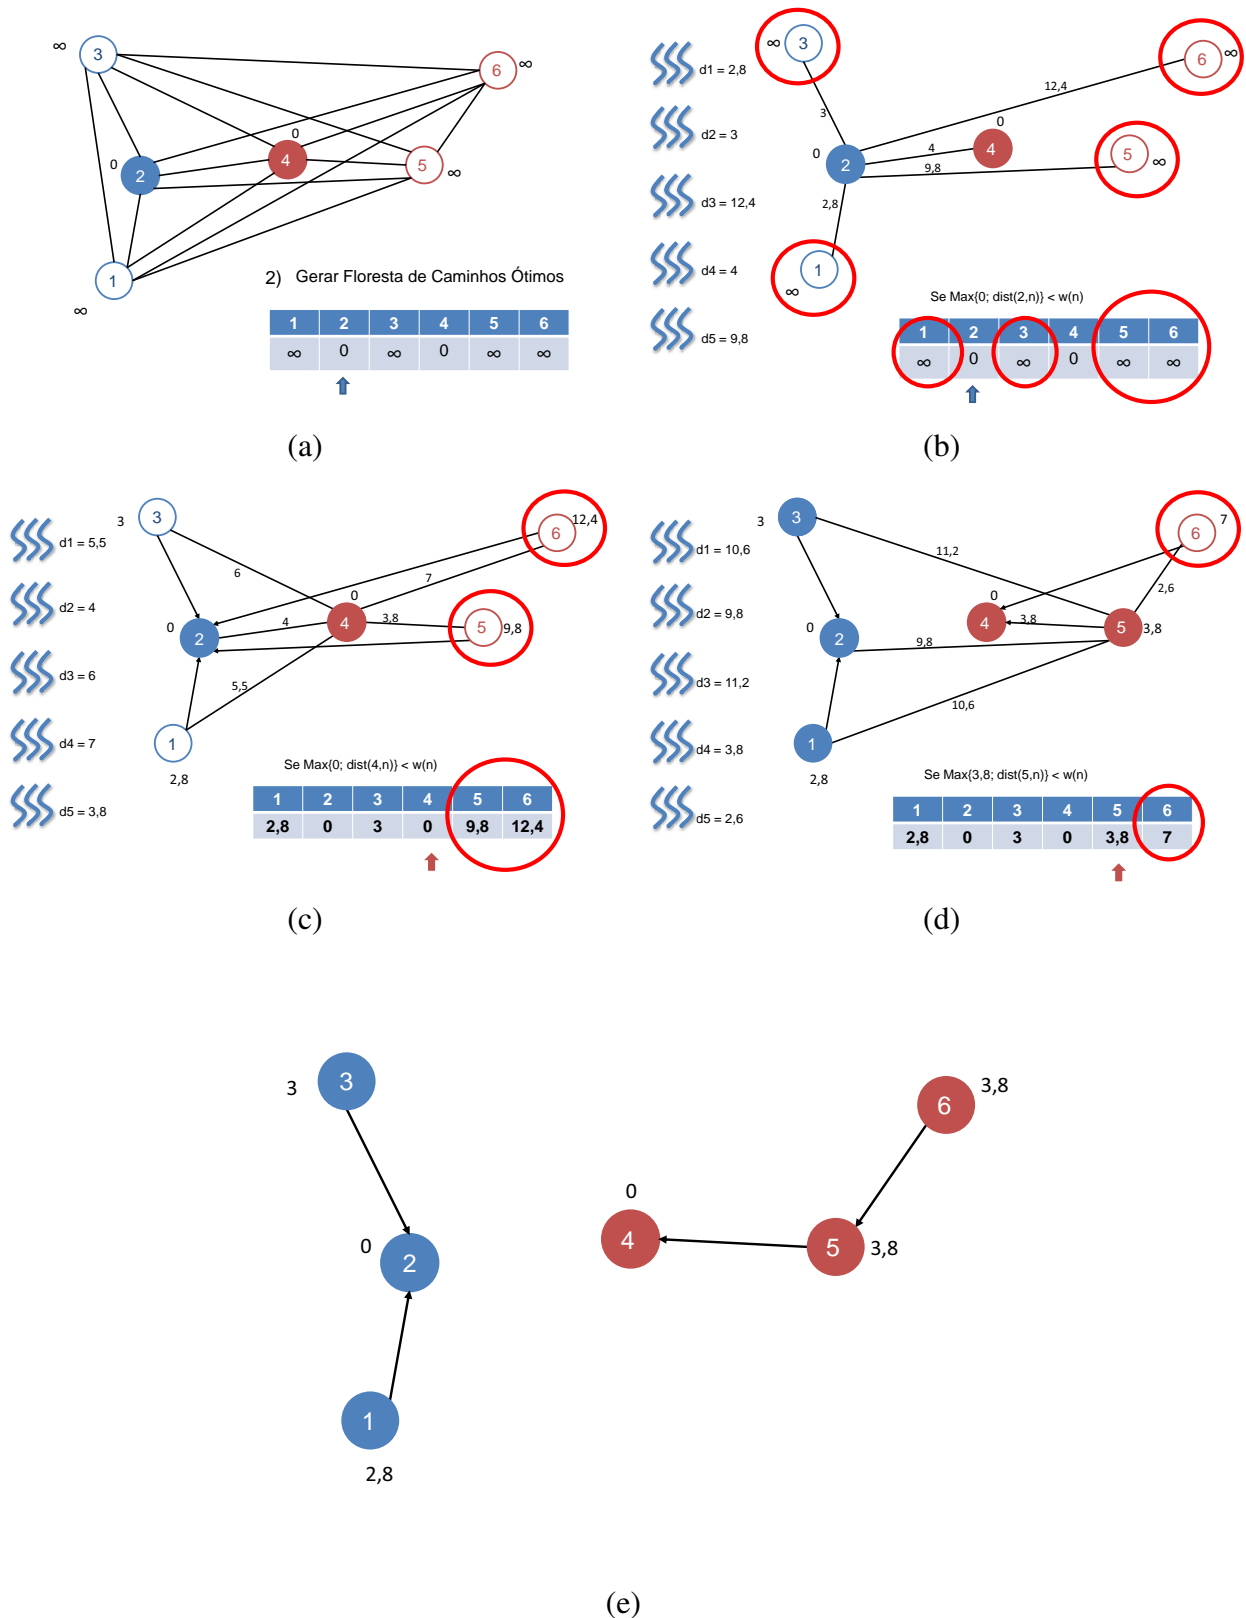 ∞
3
6
∞
0
4
0
2
5
∞
1
∞
2) Gerar Floresta de Caminhos Ótimos
1 2 3 4 5 6
∞ 0 ∞ 0 ∞ ∞
(a)
∞ 3
6 ∞
d1 = 2,8
12,4
3
0
d2 = 3
4
4
0
2
5 ∞
9,8
d3 = 12,4
2,8
d4 = 4
1
∞
Se Max{0; dist(2,n)} < w(n)
d5 = 9,8
1 2 3 4 5 6
∞ 0 ∞ 0 ∞ ∞
(b)
3
3
12,4
6
d1 = 5,5
6
7
0
d2 = 4
4
4
3,8
0
2
5
9,8
d3 = 6
5,5
d4 = 7
1
2,8
Se Max{0; dist(4,n)} < w(n)
d5 = 3,8
1 2 3 4 5 6
2,8 0 3 0 9,8 12,4
(c)
3
3
7
6
d1 = 10,6
11,2
2,6
0
d2 = 9,8
4
3,8
5
3,8
0
2
9,8
d3 = 11,2
10,6
d4 = 3,8
1
2,8
Se Max{3,8; dist(5,n)} < w(n)
d5 = 2,6
1 2 3 4 5 6
2,8 0 3 0 3,8 7
(d)
3
3
6
3,8
0
4
5
3,8
0
2
1
2,8
(e)